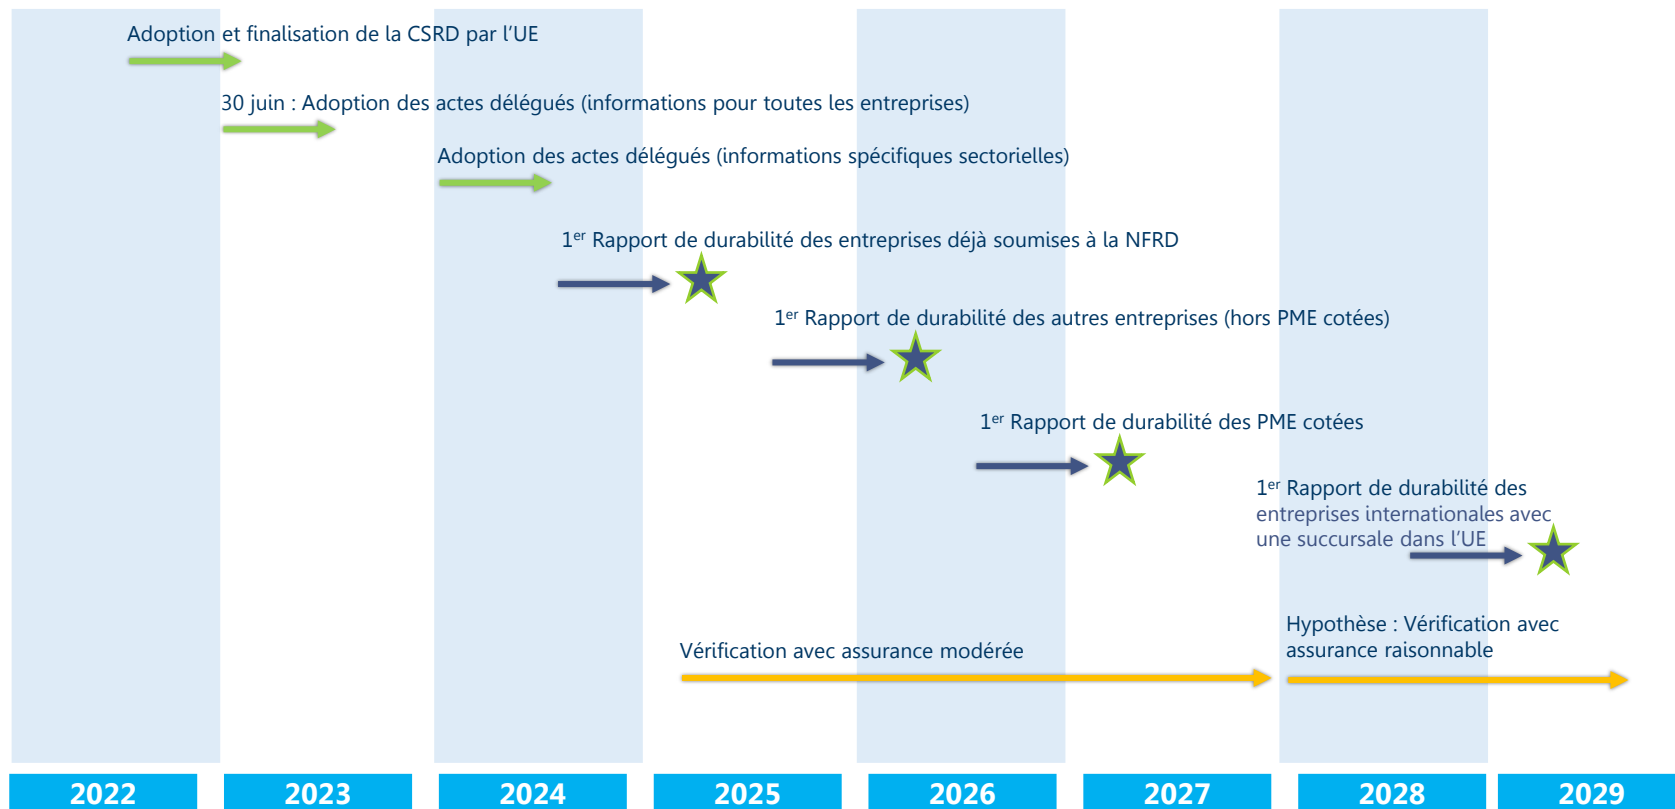 Adoption et finalisation de la CSRD par l’UE
30 juin : Adoption des actes délégués (informations pour toutes les entreprises)
Adoption des actes délégués (informations spécifiques sectorielles)
1er Rapport de durabilité des entreprises déjà soumises à la NFRD
1er Rapport de durabilité des autres entreprises (hors PME cotées)
1er Rapport de durabilité des PME cotées
1er Rapport de durabilité des
entreprises internationales avec
une succursale dans l’UE
Vérification avec assurance modérée
Hypothèse : Vérification avec
assurance raisonnable
2022 2023 2024 2025 2026 2027 2028 2029